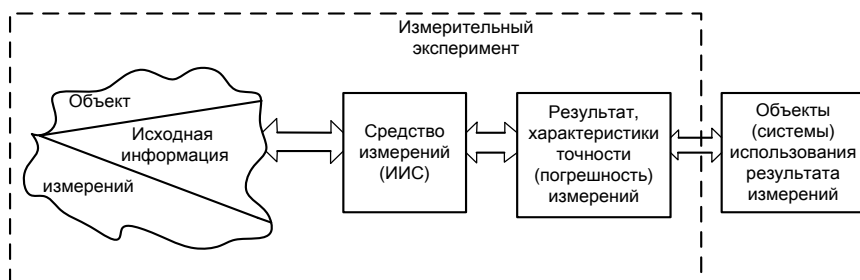 Измерительный
эксперимент
Объект
Исходная
информация
измерений
Средство
измерений
(ИИС)
Результат,
характеристики
точности
(погрешность)
измерений
Объекты
(системы)
использования
результата
измерений